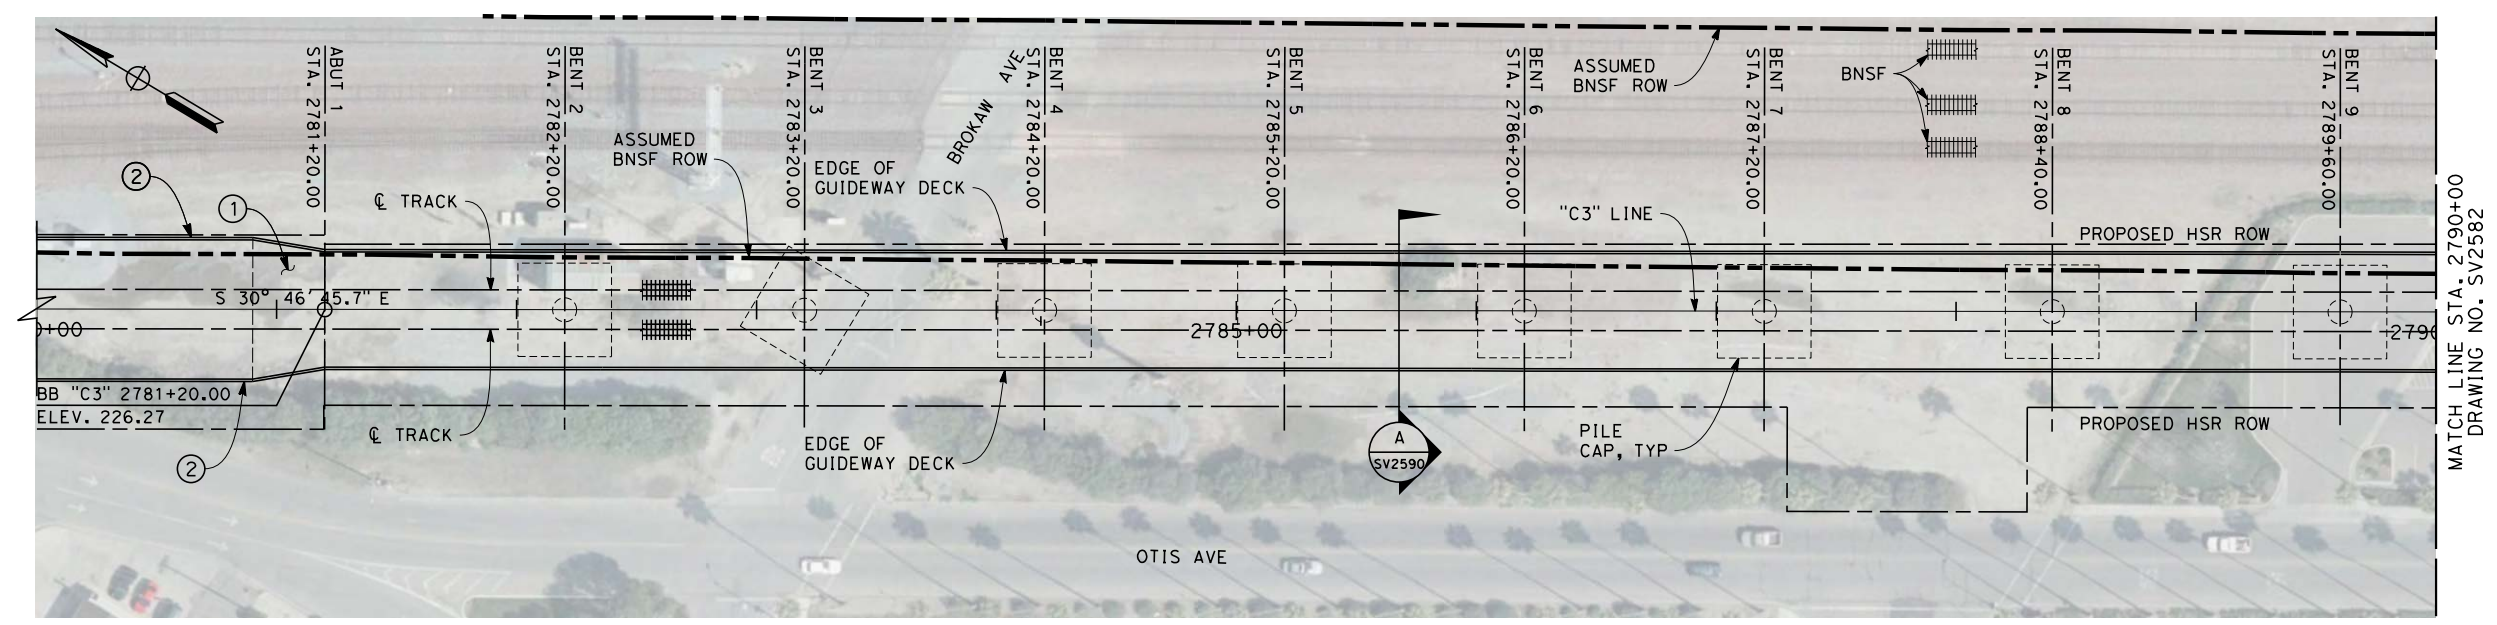 ABUT 1
STA. 2781+20.00
BENT 2
STA. 2782+20.00
BENT 3
STA. 2783+20.00
BROKAW AVE
BENT 4
STA. 2784+20.00
BENT 5
STA. 2785+20.00
BENT 6
STA. 2786+20.00
ASSUMED
BNSF ROW
BENT 7
STA. 2787+20.00
BNSF
BENT 8
STA. 2788+40.00
BENT 9
STA. 2789+60.00
ASSUMED
BNSF ROW
EDGE OF
GUIDEWAY DECK
2
1
℄ TRACK
"C3" LINE
PROPOSED HSR ROW
S 30° 46' 45.7" E
0+00
2785+00
2790
BB "C3" 2781+20.00
ELEV. 226.27
℄ TRACK
2
EDGE OF
GUIDEWAY DECK
A
SV2590
PILE
CAP, TYP
PROPOSED HSR ROW
OTIS AVE
MATCH LINE STA. 2790+00
DRAWING NO. SV2582